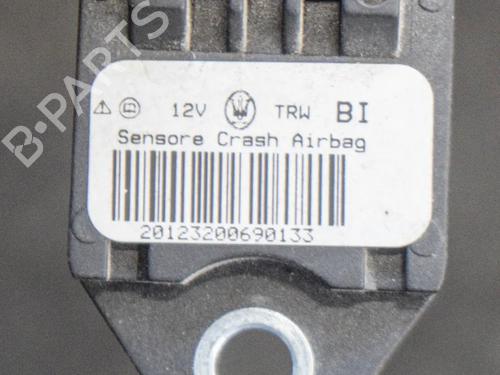 B-PARTS
12V TRW BI
Sensore Crash Airbag
20123200690133